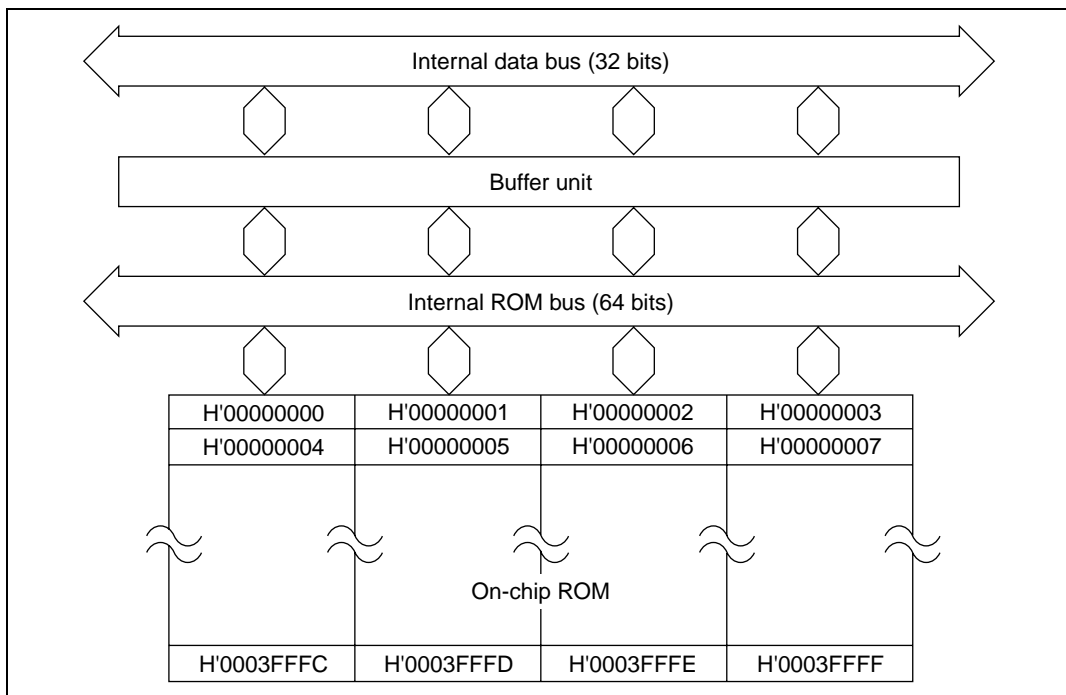 Internal data bus (32 bits)
Buffer unit
Internal ROM bus (64 bits)
H'00000000 H'00000001 H'00000002 H'00000003
H'00000004 H'00000005 H'00000006 H'00000007
On-chip ROM
H'0003FFFC H'0003FFFD H'0003FFFE H'0003FFFF